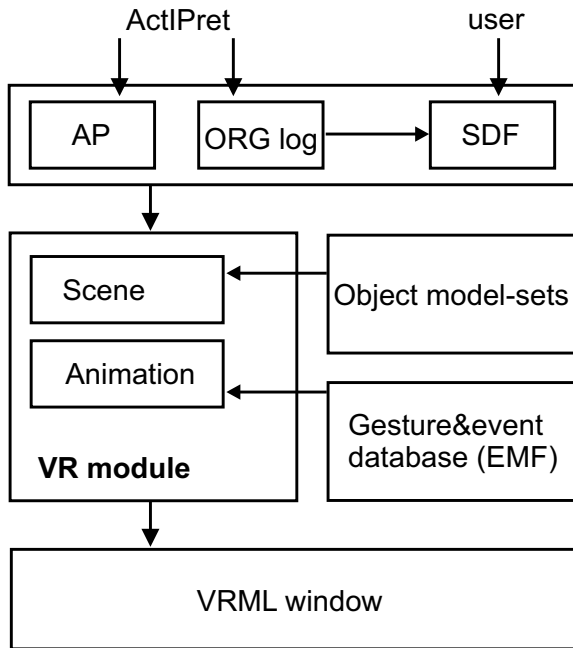 ActIPret user
AP ORG log SDF
Scene
Object model-sets
Animation
Gesture&event
database (EMF)
VR module
VRML window